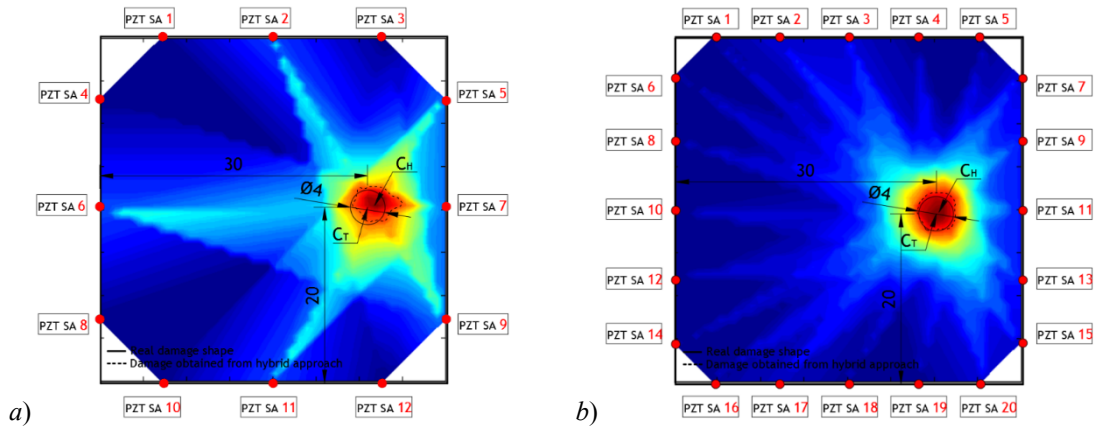 PZT SA 1
PZT SA 2
PZT SA 3
PZT SA 4
PZT SA 5
30
C_H
Ø4
PZT SA 6
PZT SA 7
C_T
20
PZT SA 8
PZT SA 9
Real damage shape
Damage obtained from hybrid approach
PZT SA 10
PZT SA 11
PZT SA 12
a)
PZT SA 1
PZT SA 2
PZT SA 3
PZT SA 4
PZT SA 5
PZT SA 6
PZT SA 7
PZT SA 8
PZT SA 9
30
C_H
Ø4
PZT SA 10
PZT SA 11
C_T
PZT SA 12
PZT SA 13
20
PZT SA 14
PZT SA 15
Real damage shape
Damage obtained from hybrid approach
PZT SA 16
PZT SA 17
PZT SA 18
PZT SA 19
PZT SA 20
b)